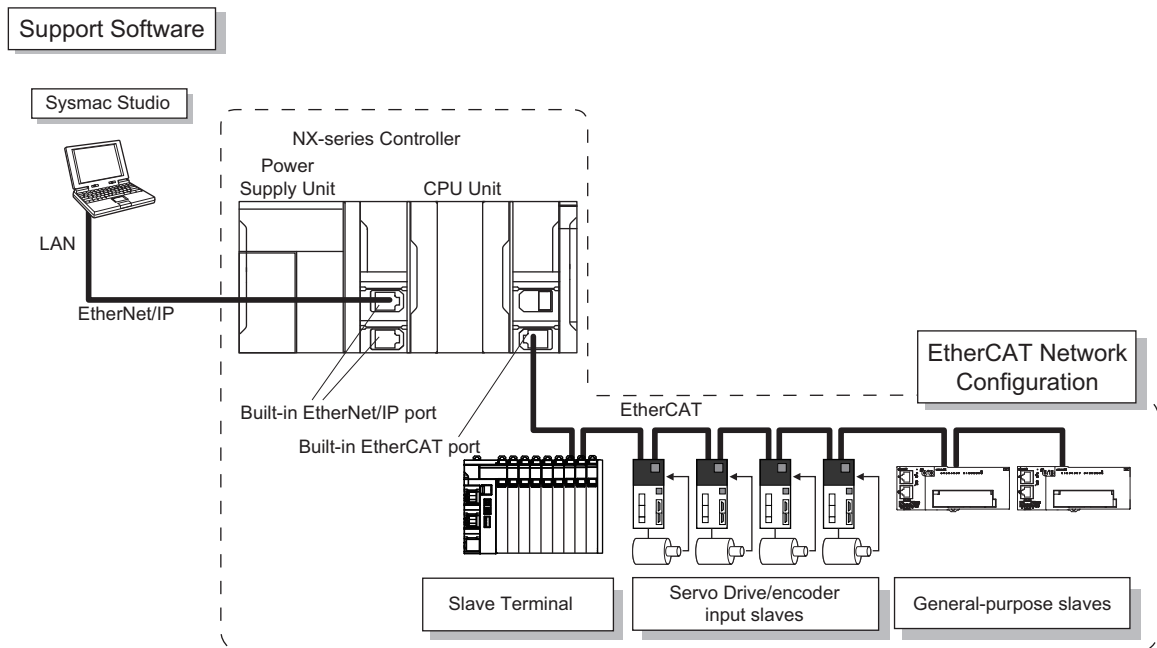 Support Software
Sysmac Studio
NX-series Controller
Power
Supply Unit
CPU Unit
LAN
EtherNet/IP
EtherCAT Network
Configuration
Built-in EtherNet/IP port
EtherCAT
Built-in EtherCAT port
Slave Terminal
Servo Drive/encoder
input slaves
General-purpose slaves